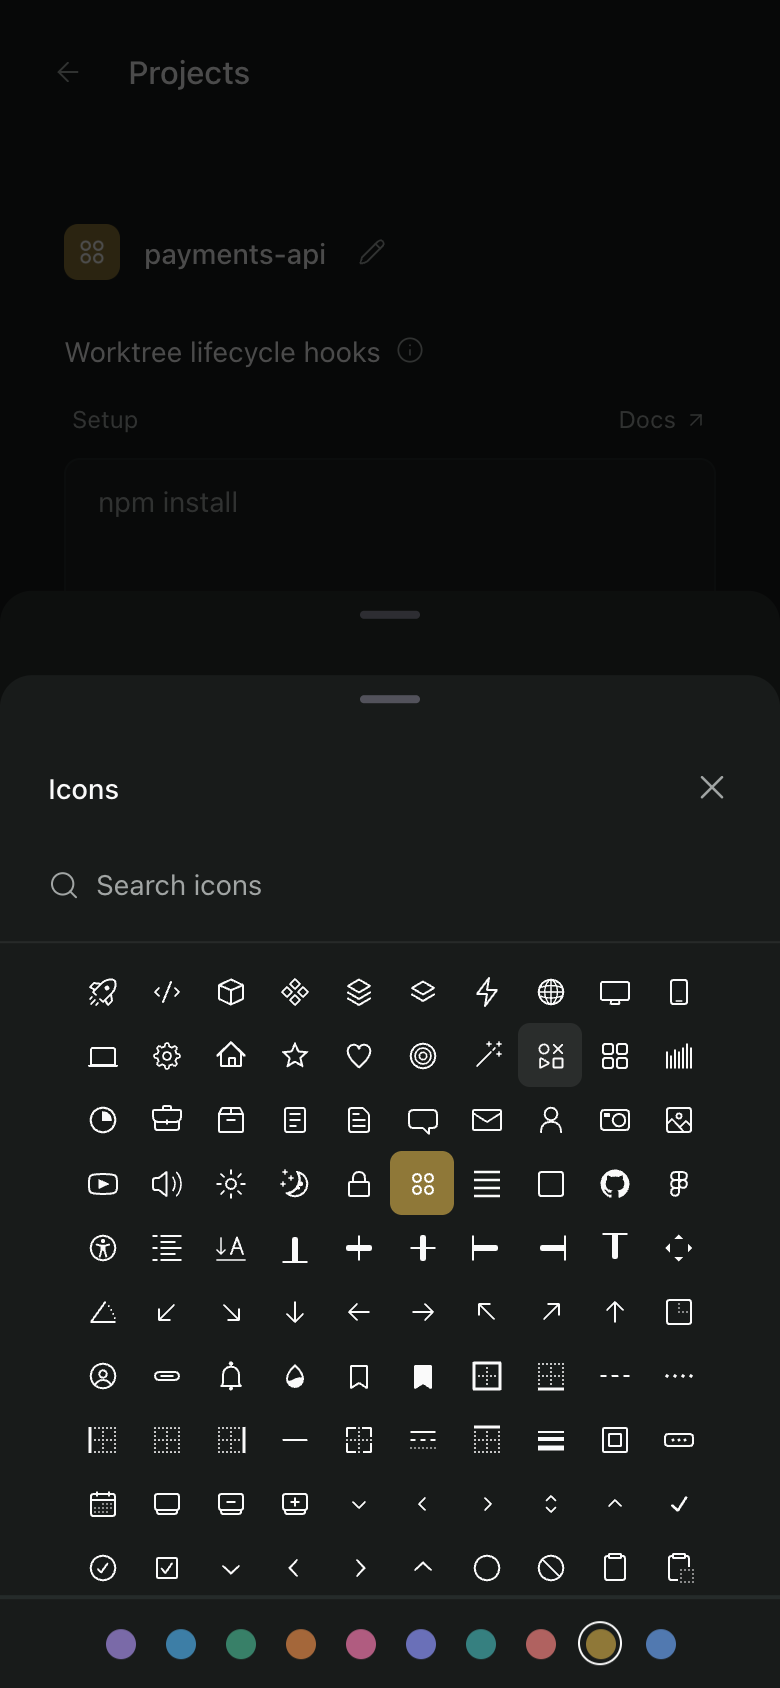 Projects
payments-api
Worktree lifecycle hooks
Setup
Docs
npm install
Icons
Search icons